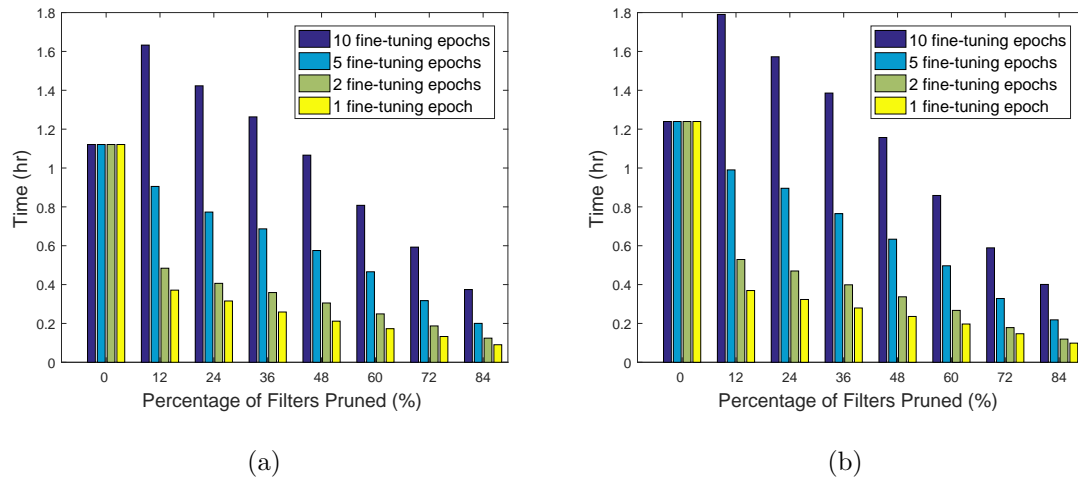 1.8
1.6
1.4
1.2
1
0.8
0.6
0.4
0.2
0
Time (hr)
10 fine-tuning epochs
5 fine-tuning epochs
2 fine-tuning epochs
1 fine-tuning epoch
0 12 24 36 48 60 72 84
Percentage of Filters Pruned (%)
(a)
1.8
1.6
1.4
1.2
1
0.8
0.6
0.4
0.2
0
Time (hr)
10 fine-tuning epochs
5 fine-tuning epochs
2 fine-tuning epochs
1 fine-tuning epoch
0 12 24 36 48 60 72 84
Percentage of Filters Pruned (%)
(b)